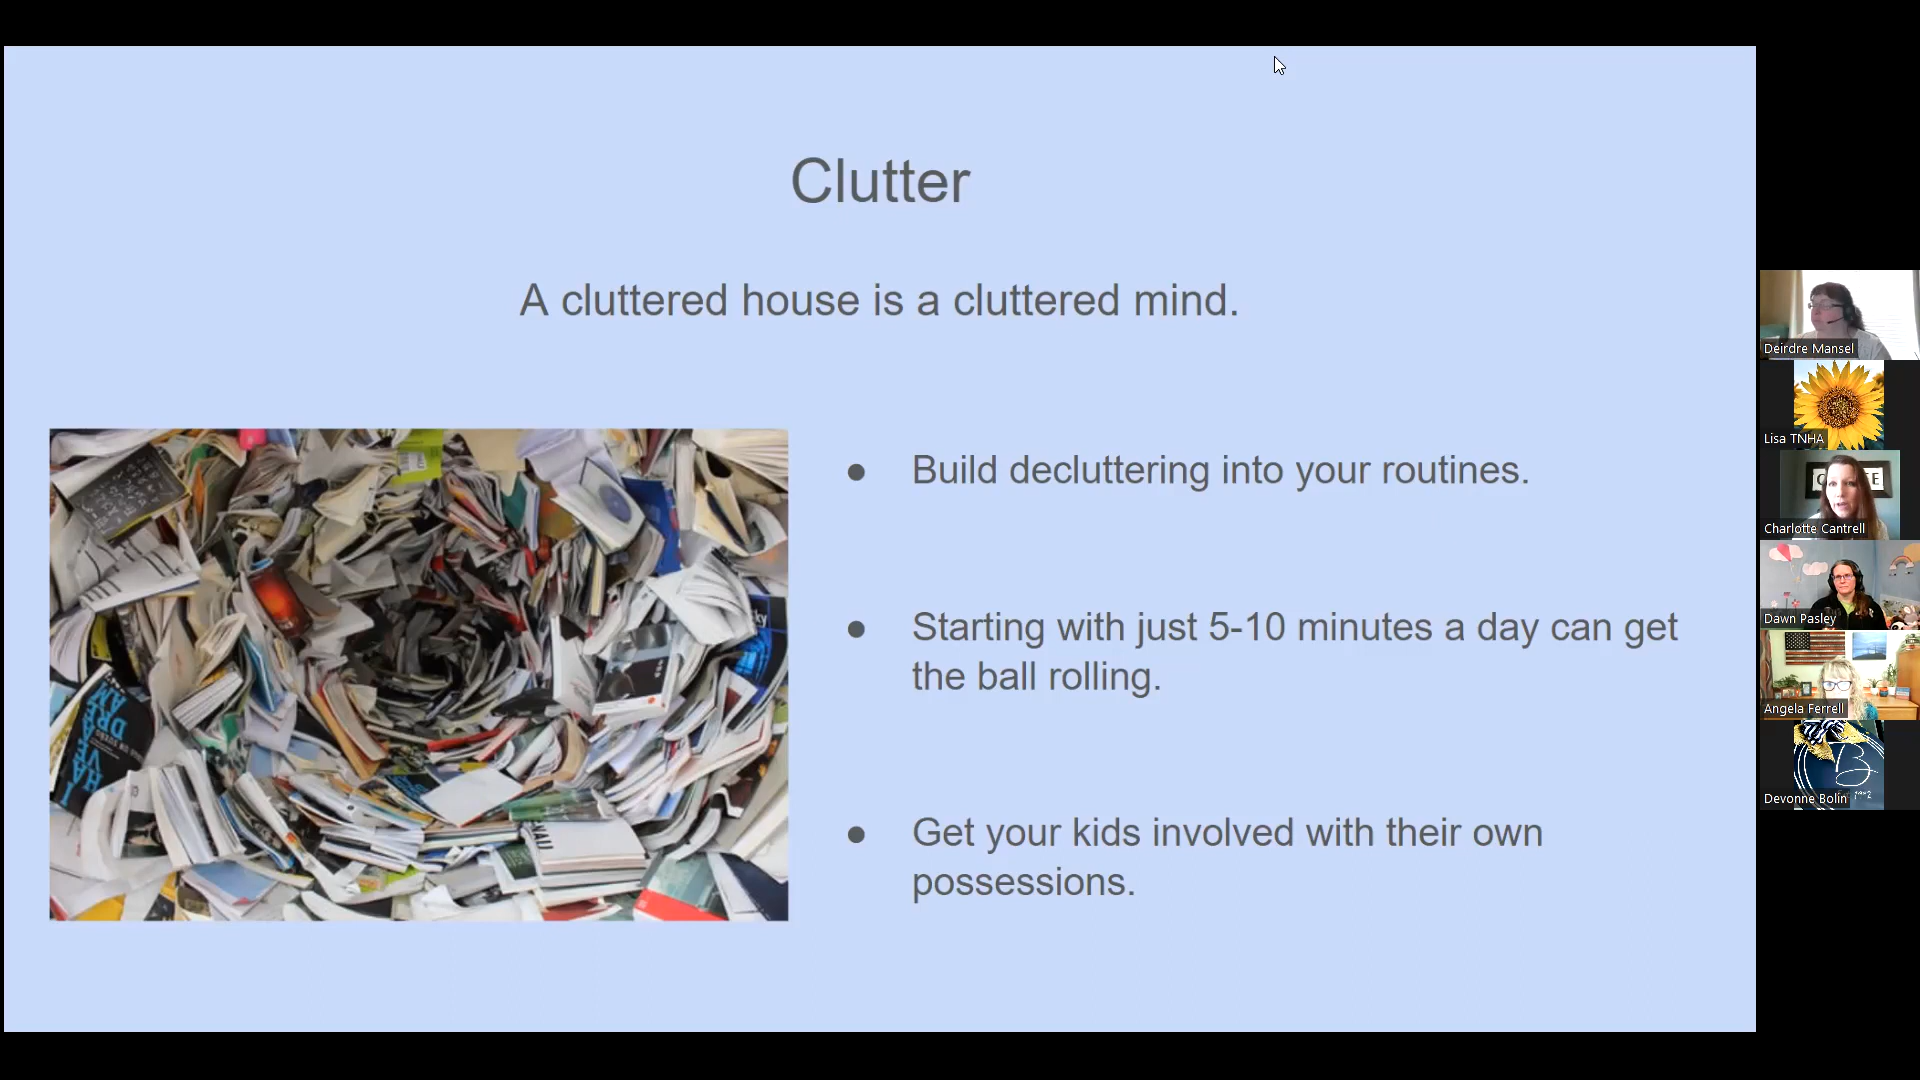 Clutter
A cluttered house is a cluttered mind.
● Build decluttering into your routines.
● Starting with just 5-10 minutes a day can get
the ball rolling.
● Get your kids involved with their own
possessions.
Deirdre Mansel
Lisa TNHA
Charlotte Cantrell
Dawn Pasley
Angela Ferrell
B
Devonne Bolin